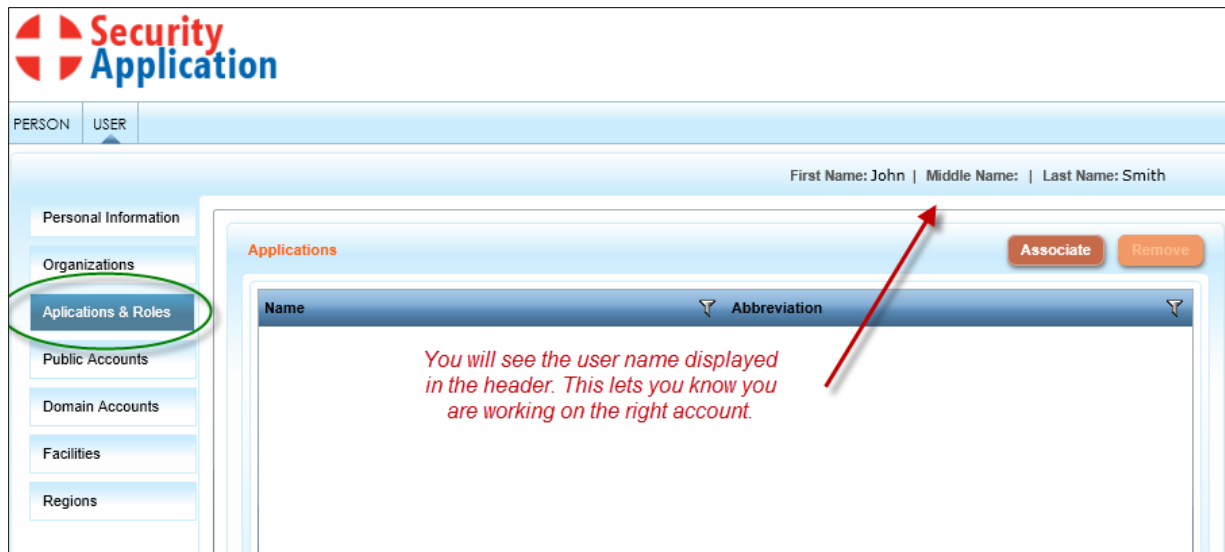 Security
Application
PERSON USER
First Name: John | Middle Name: | Last Name: Smith
Personal Information
Organizations
Aplications & Roles
Public Accounts
Domain Accounts
Facilities
Regions
Applications
Associate Remove
Name Abbreviation
You will see the user name displayed
in the header. This lets you know you
are working on the right account.